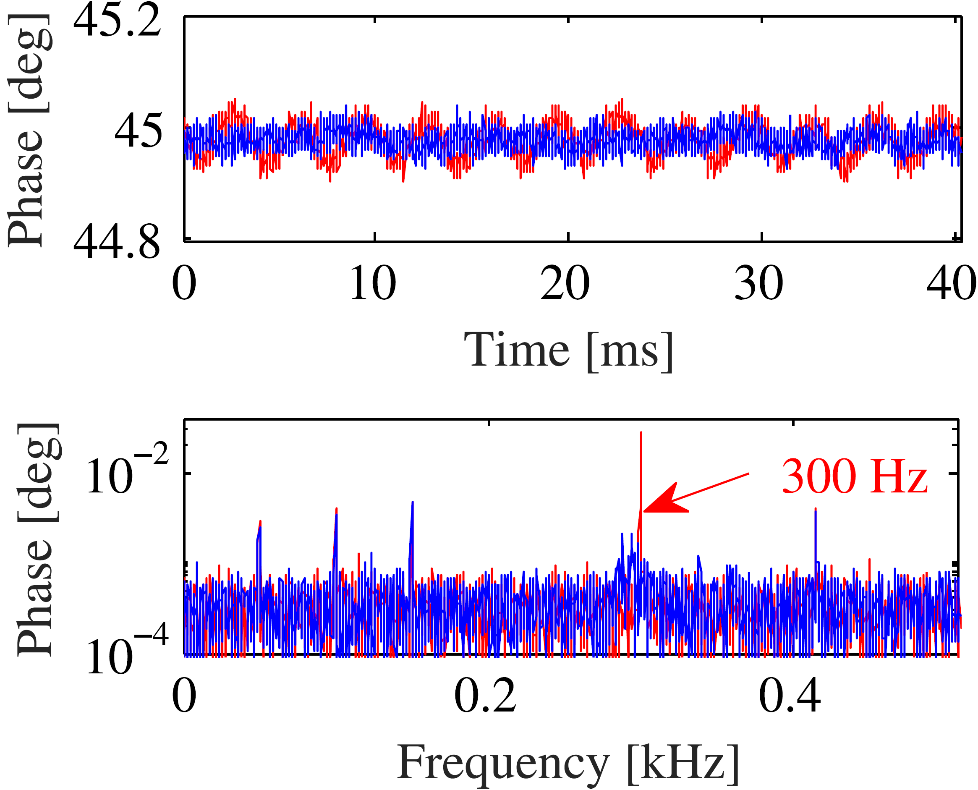 45.2
45
44.8
Phase [deg]
0 10 20 30 40
Time [ms]
10⁻²
10⁻⁴
Phase [deg]
300 Hz
0 0.2 0.4
Frequency [kHz]